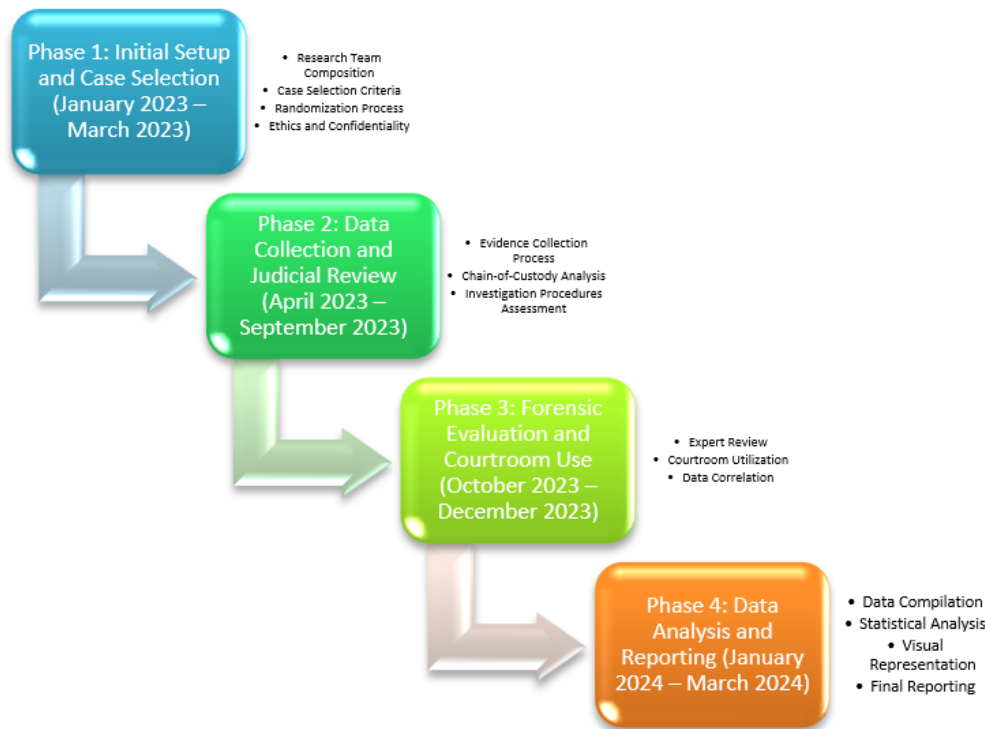 Phase 1: Initial Setup
and Case Selection
(January 2023 –
March 2023)
• Research Team
Composition
• Case Selection Criteria
• Randomization Process
• Ethics and Confidentiality
Phase 2: Data
Collection and
Judicial Review
(April 2023 –
September 2023)
• Evidence Collection
Process
• Chain-of-Custody Analysis
• Investigation Procedures
Assessment
Phase 3: Forensic
Evaluation and
Courtroom Use
(October 2023 –
December 2023)
• Expert Review
• Courtroom Utilization
• Data Correlation
Phase 4: Data
Analysis and
Reporting (January
2024 – March 2024)
• Data Compilation
• Statistical Analysis
• Visual
Representation
• Final Reporting